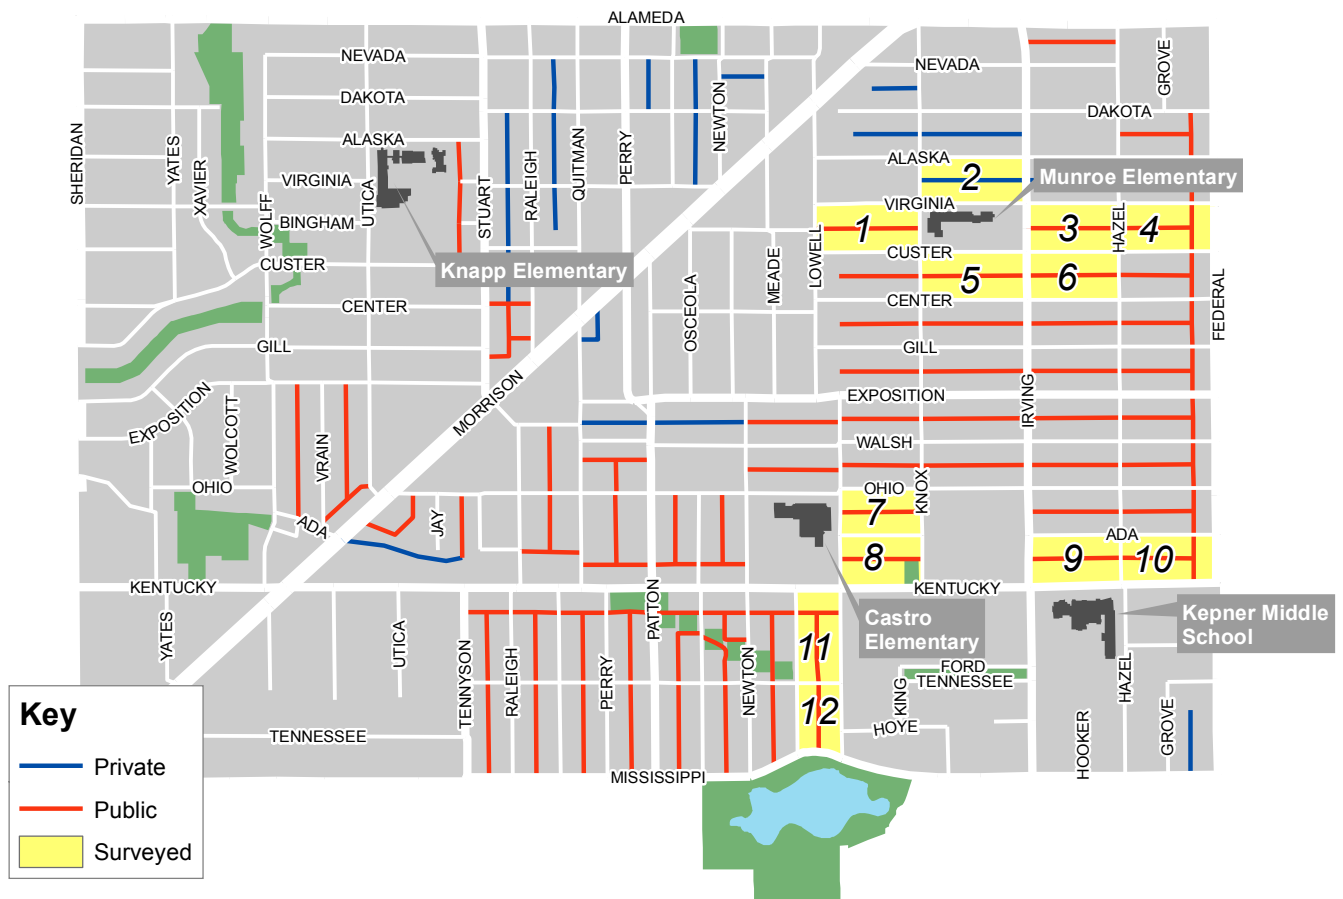 ALAMEDA
NEVADA
NEVADA
GROVE
DAKOTA
DAKOTA
ALASKA
ALASKA
SHERIDAN
YATES
XAVIER
WOLFF
VIRGINIA
UTICA
BINGHAM
CUSTER
STUART
RALEIGH
QUITMAN
PERRY
NEWTON
2
Munroe Elementary
VIRGINIA
1
3
HAZEL
4
CUSTER
Knapp Elementary
LOWELL
MEADE
OSCEOLA
5
6
CENTER
CENTER
FEDERAL
GILL
GILL
MORRISON
EXPOSITION
EXPOSITION
IRVING
WOLCOTT
VRAIN
WALSH
OHIO
OHIO
KNOX
7
ADA
JAY
ADA
8
9
10
KENTUCKY
KENTUCKY
PATTON
Castro
Elementary
Kepner Middle
School
YATES
UTICA
TENNYSON
RALEIGH
PERRY
NEWTON
11
12
FORD
TENNESSEE
KING
HOYE
HAZEL
HOOKER
GROVE
TENNESSEE
MISSISSIPPI
Key
Private
Public
Surveyed